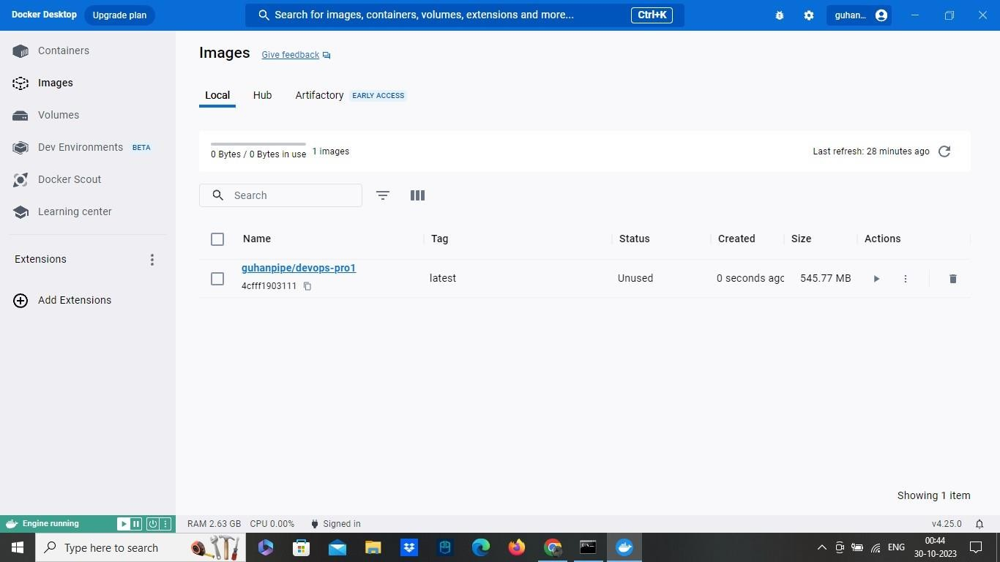 Docker Desktop Upgrade plan Search for images, containers, volumes, extensions and more... Ctrl+K guhan...
Containers
Images
Volumes
Dev Environments BETA
Docker Scout
Learning center
Extensions
Add Extensions
Images Give feedback
Local Hub Artifactory EARLY ACCESS
0 Bytes / 0 Bytes in use 1 images Last refresh: 28 minutes ago
Search
Name Tag Status Created Size Actions
guhanpipe/devops-pro1
4cfff1903111
latest Unused 0 seconds agc 545.77 MB
Showing 1 item
Engine running RAM 2.63 GB CPU 0.00% Signed in v4.25.0
Type here to search ENG
00:44
30-10-2023